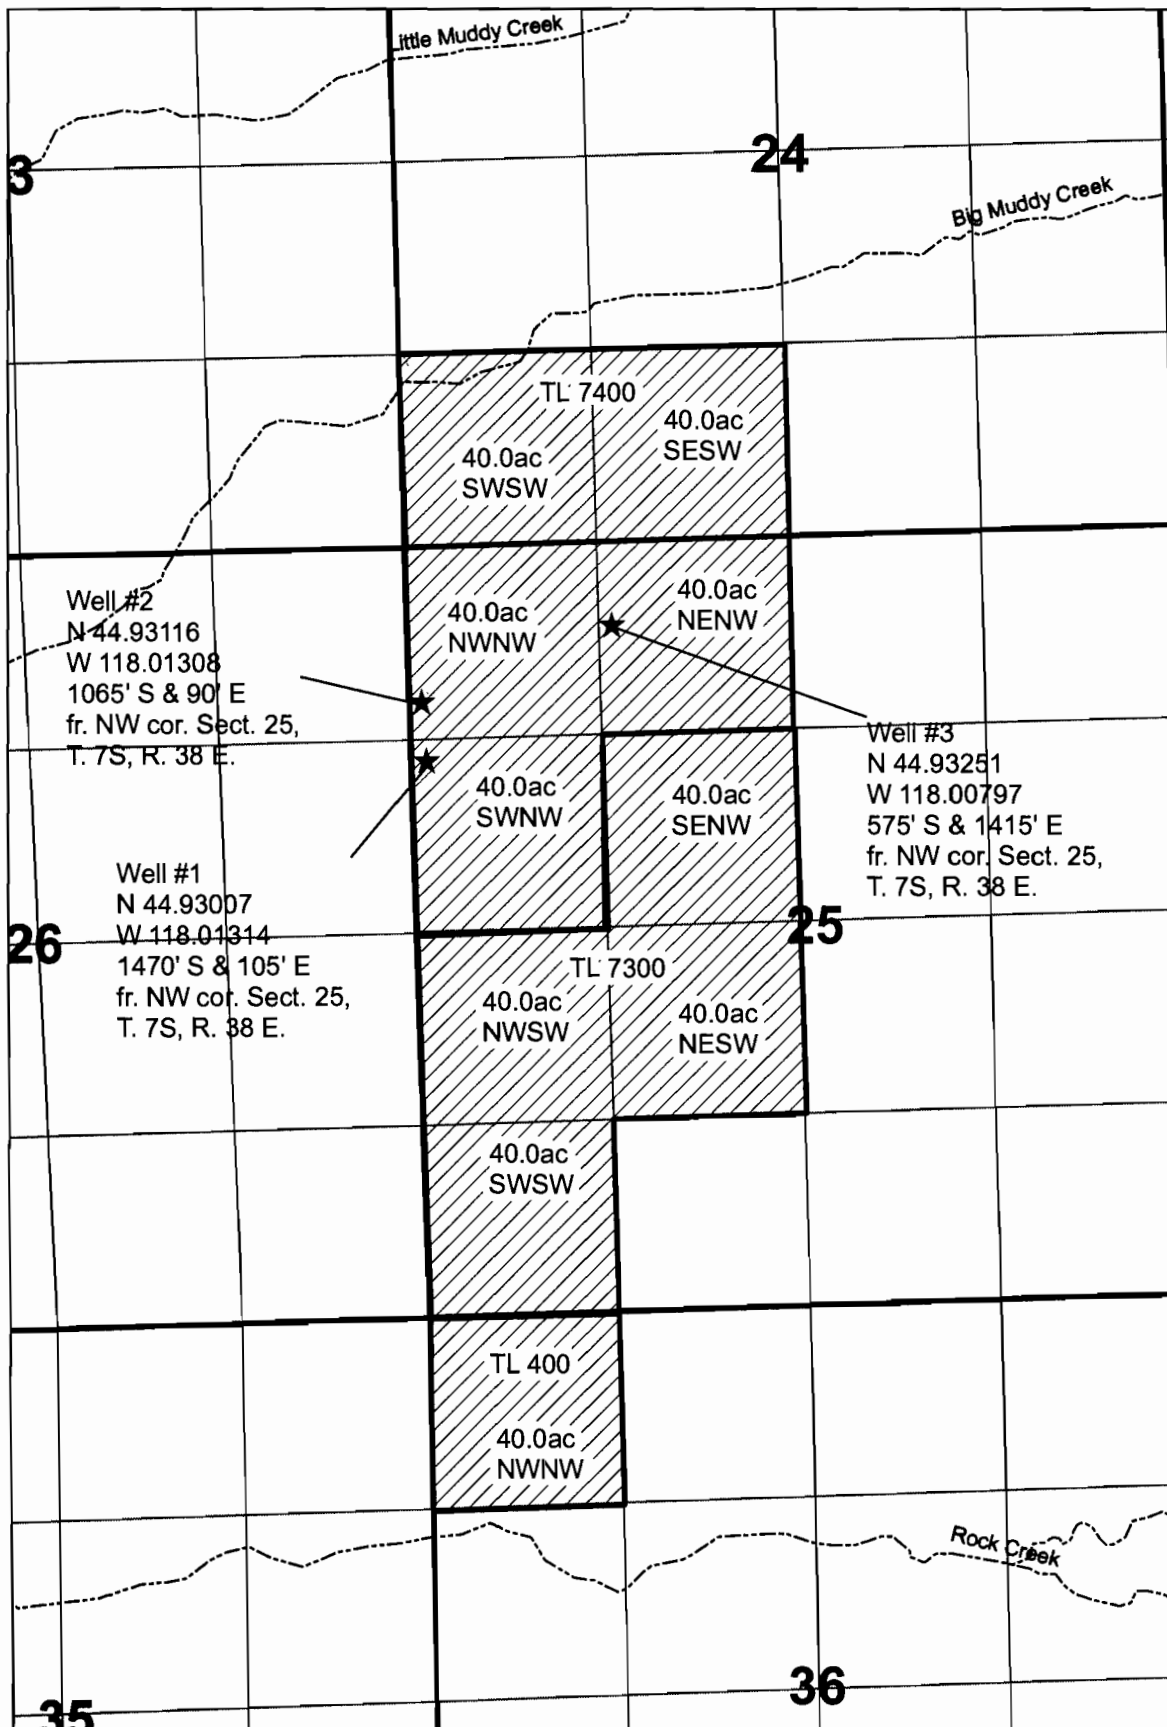 Little Muddy Creek
24
3
Big Muddy Creek
TL 7400
40.0ac
SESW
40.0ac
SWSW
40.0ac
NENW
40.0ac
NWNW
Well #2
N 44.93116
W 118.01308
1065' S & 90' E
fr. NW cor. Sect. 25,
T. 7S, R. 38 E.
Well #3
N 44.93251
W 118.00797
575' S & 1415' E
fr. NW cor. Sect. 25,
T. 7S, R. 38 E.
40.0ac
SWNW
40.0ac
SENW
Well #1
N 44.93007
W 118.01314
1470' S & 105' E
fr. NW cor. Sect. 25,
T. 7S, R. 38 E.
26
25
TL 7300
40.0ac
NWSW
40.0ac
NESW
40.0ac
SWSW
TL 400
40.0ac
NWNW
Rock Creek
36
35